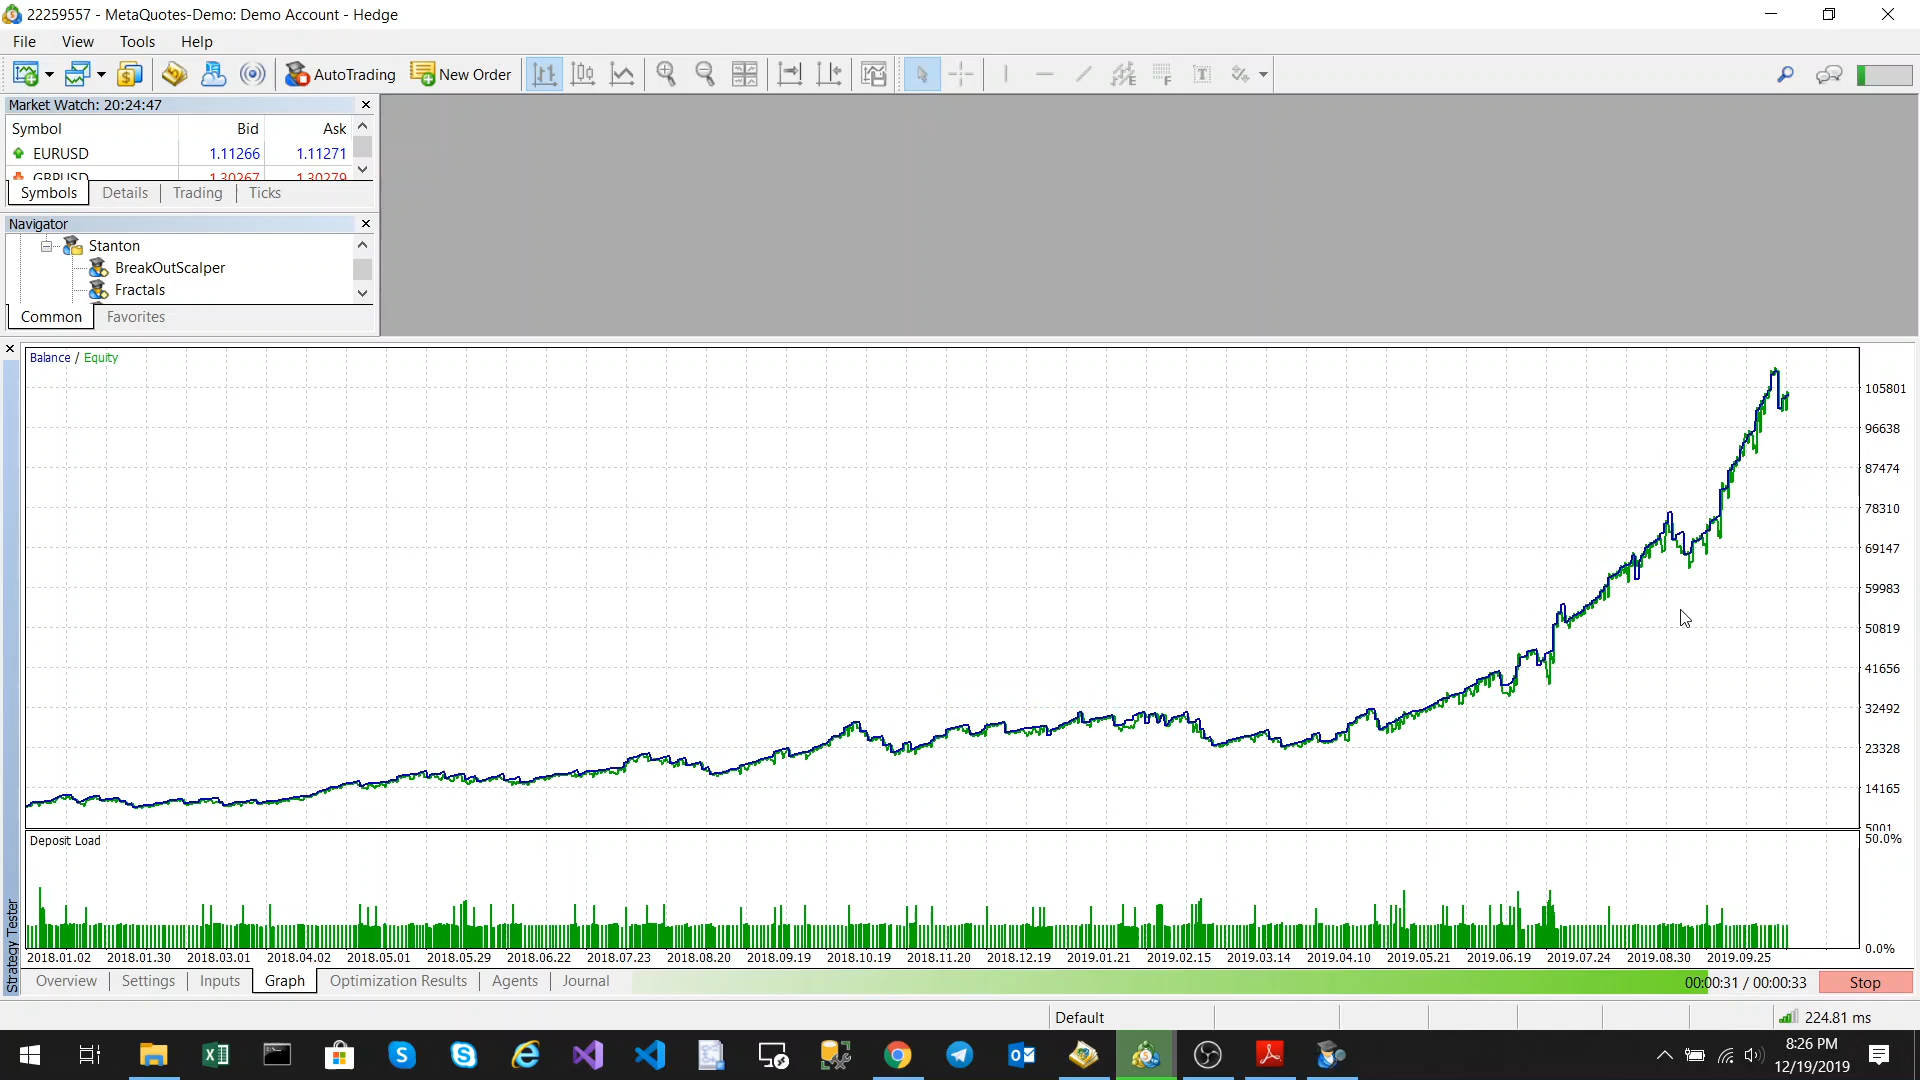 22259557 - MetaQuotes-Demo: Demo Account - Hedge
File View Tools Help
AutoTrading New Order
Market Watch: 20:24:47
Symbol Bid Ask
EURUSD 1.11266 1.11271
GBPUSD 1.30267 1.30279
Symbols Details Trading Ticks
Navigator
Stanton
BreakOutScalper
Fractals
Common Favorites
Balance / Equity
105801
96638
87474
78310
69147
59983
50819
41656
32492
23328
14165
5001
Deposit Load
50.0%
0.0%
2018.01.02 2018.01.30 2018.03.01 2018.04.02 2018.05.01 2018.05.29 2018.06.22 2018.07.23 2018.08.20 2018.09.19 2018.10.19 2018.11.20 2018.12.19 2019.01.21 2019.02.15 2019.03.14 2019.04.10 2019.05.21 2019.06.19 2019.07.24 2019.08.30 2019.09.25
Strategy Tester
Overview Settings Inputs Graph Optimization Results Agents Journal 00:00:31 / 00:00:33 Stop
Default 224.81 ms
8:26 PM
12/19/2019